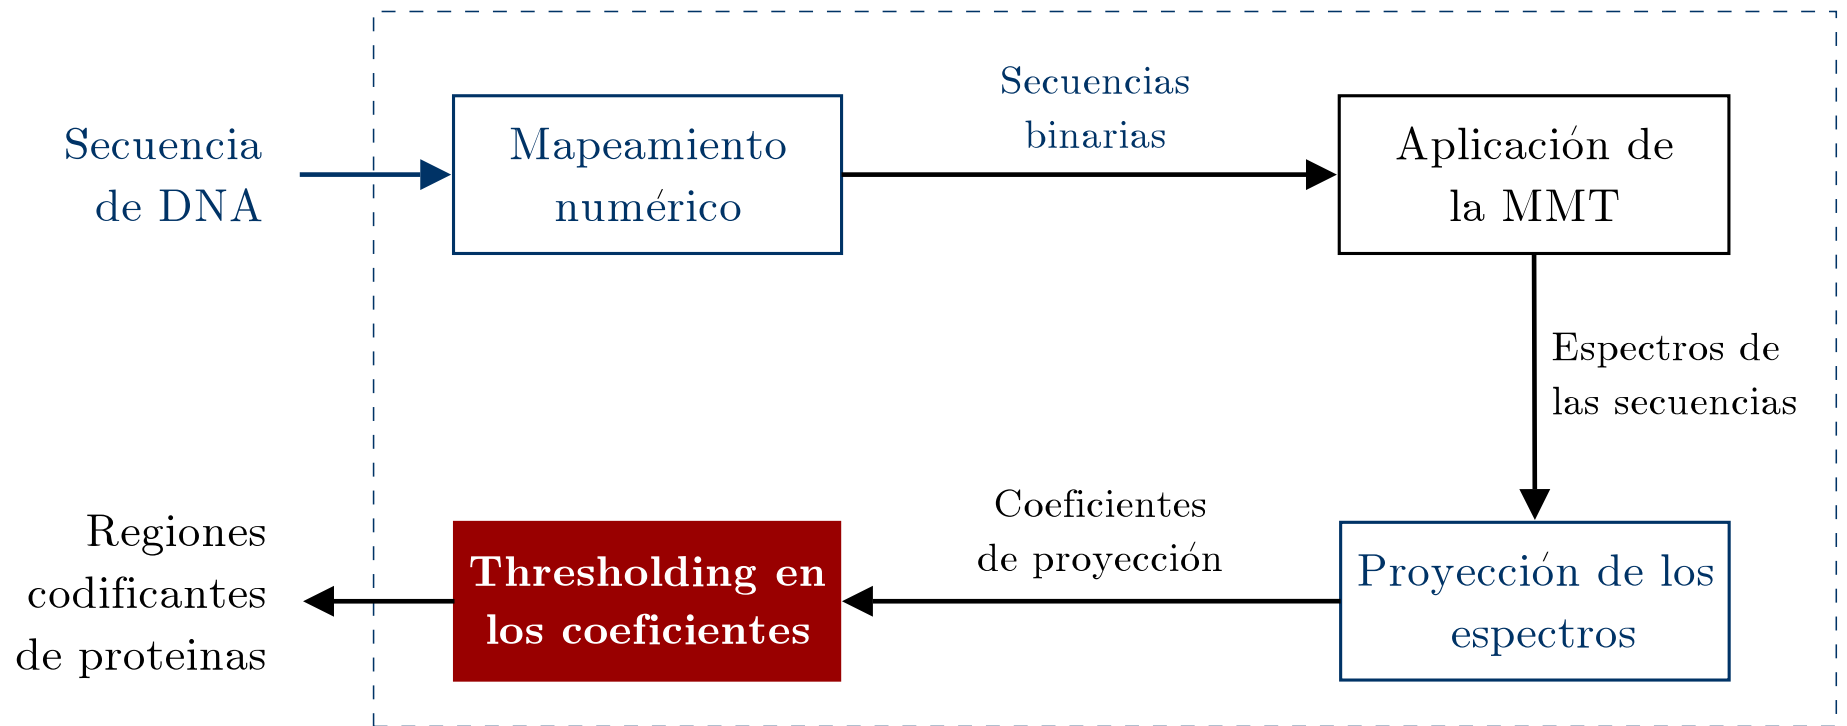 Secuencia
de DNA
Mapeamiento
numérico
Secuencias
binarias
Aplicación de
la MMT
Espectros de
las secuencias
Proyección de los
espectros
Coeficientes
de proyección
Thresholding en
los coeficientes
Regiones
codificantes
de proteinas